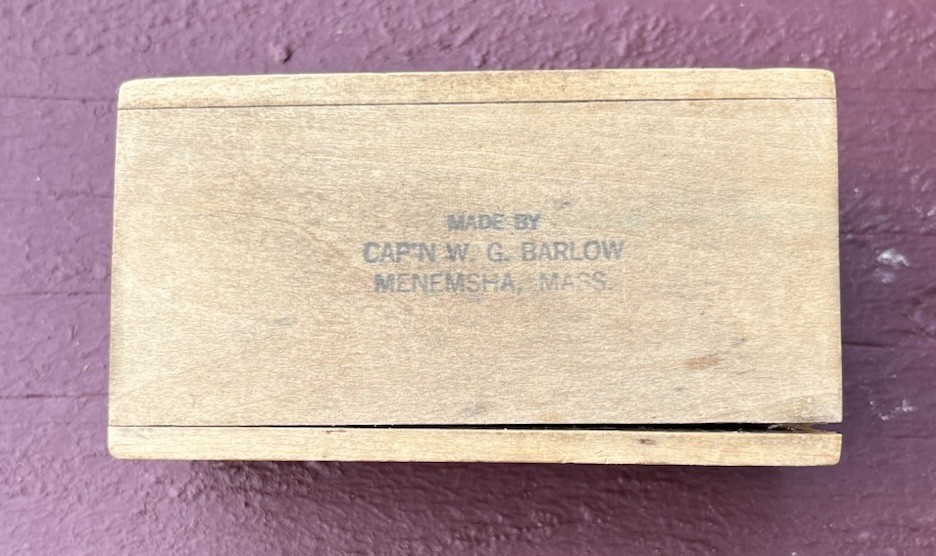 MADE BY
CAP'N W. G. BARLOW
MENEMSHA, MASS.